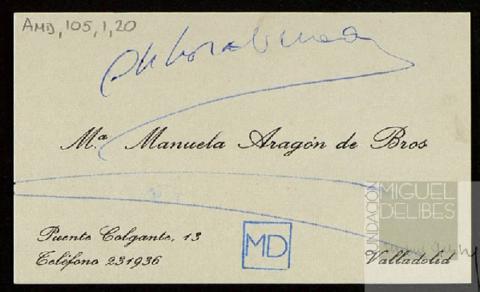 AMD, 105, 1, 20
Mª Manuela Aragón de Bros
Puente Colgante, 13
Teléfono 231936
MD
Valladolid
FUNDACIÓN
MIGUEL
DELIBES